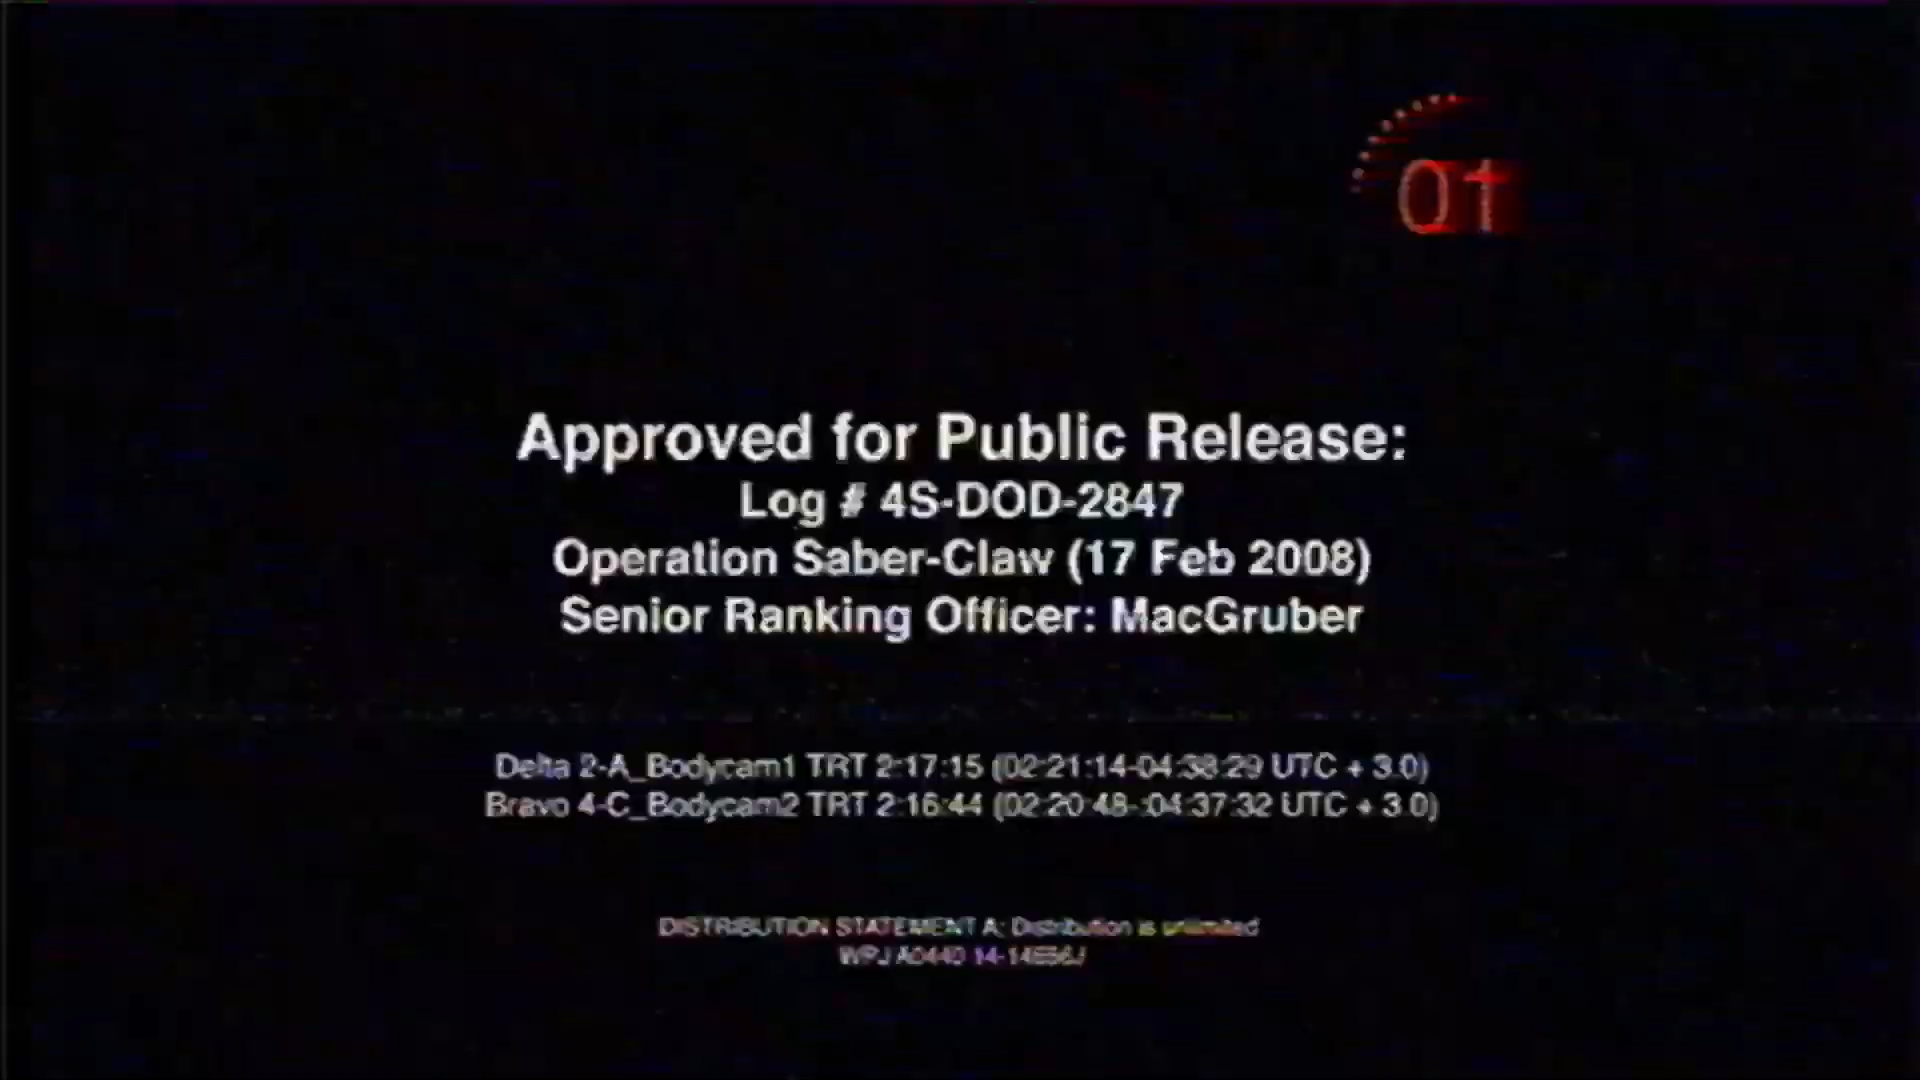 01
Approved for Public Release:
Log # 4S-DOD-2847
Operation Saber-Claw (17 Feb 2008)
Senior Ranking Officer: MacGruber
Delta 2-A_Bodycam1 TRT 2:17:15 (02:21:14-04:38:29 UTC + 3.0)
Bravo 4-C_Bodycam2 TRT 2:16:44 (02:20:48-:04:37:32 UTC + 3.0)
DISTRIBUTION STATEMENT A: Distribution is unlimited
WPJ A0440